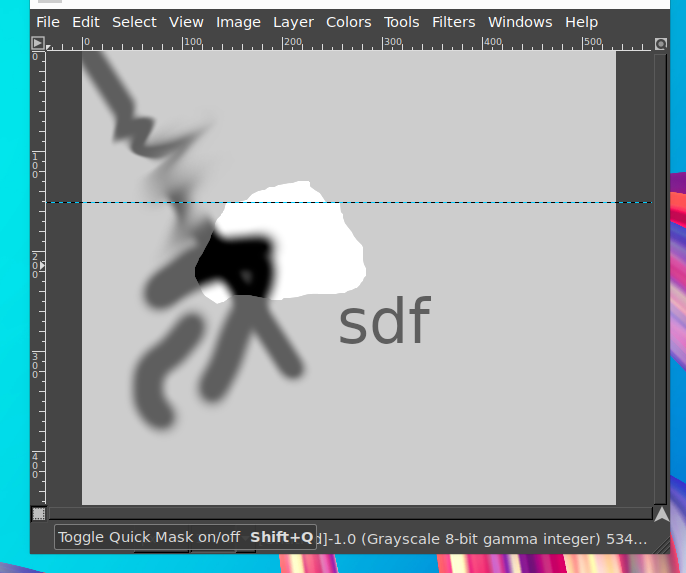 File Edit Select View Image Layer Colors Tools Filters Windows Help
0 100 200 300 400 500
0
100
200
sdf
300
400
Toggle Quick Mask on/off Shift+Q d]-1.0 (Grayscale 8-bit gamma integer) 534...